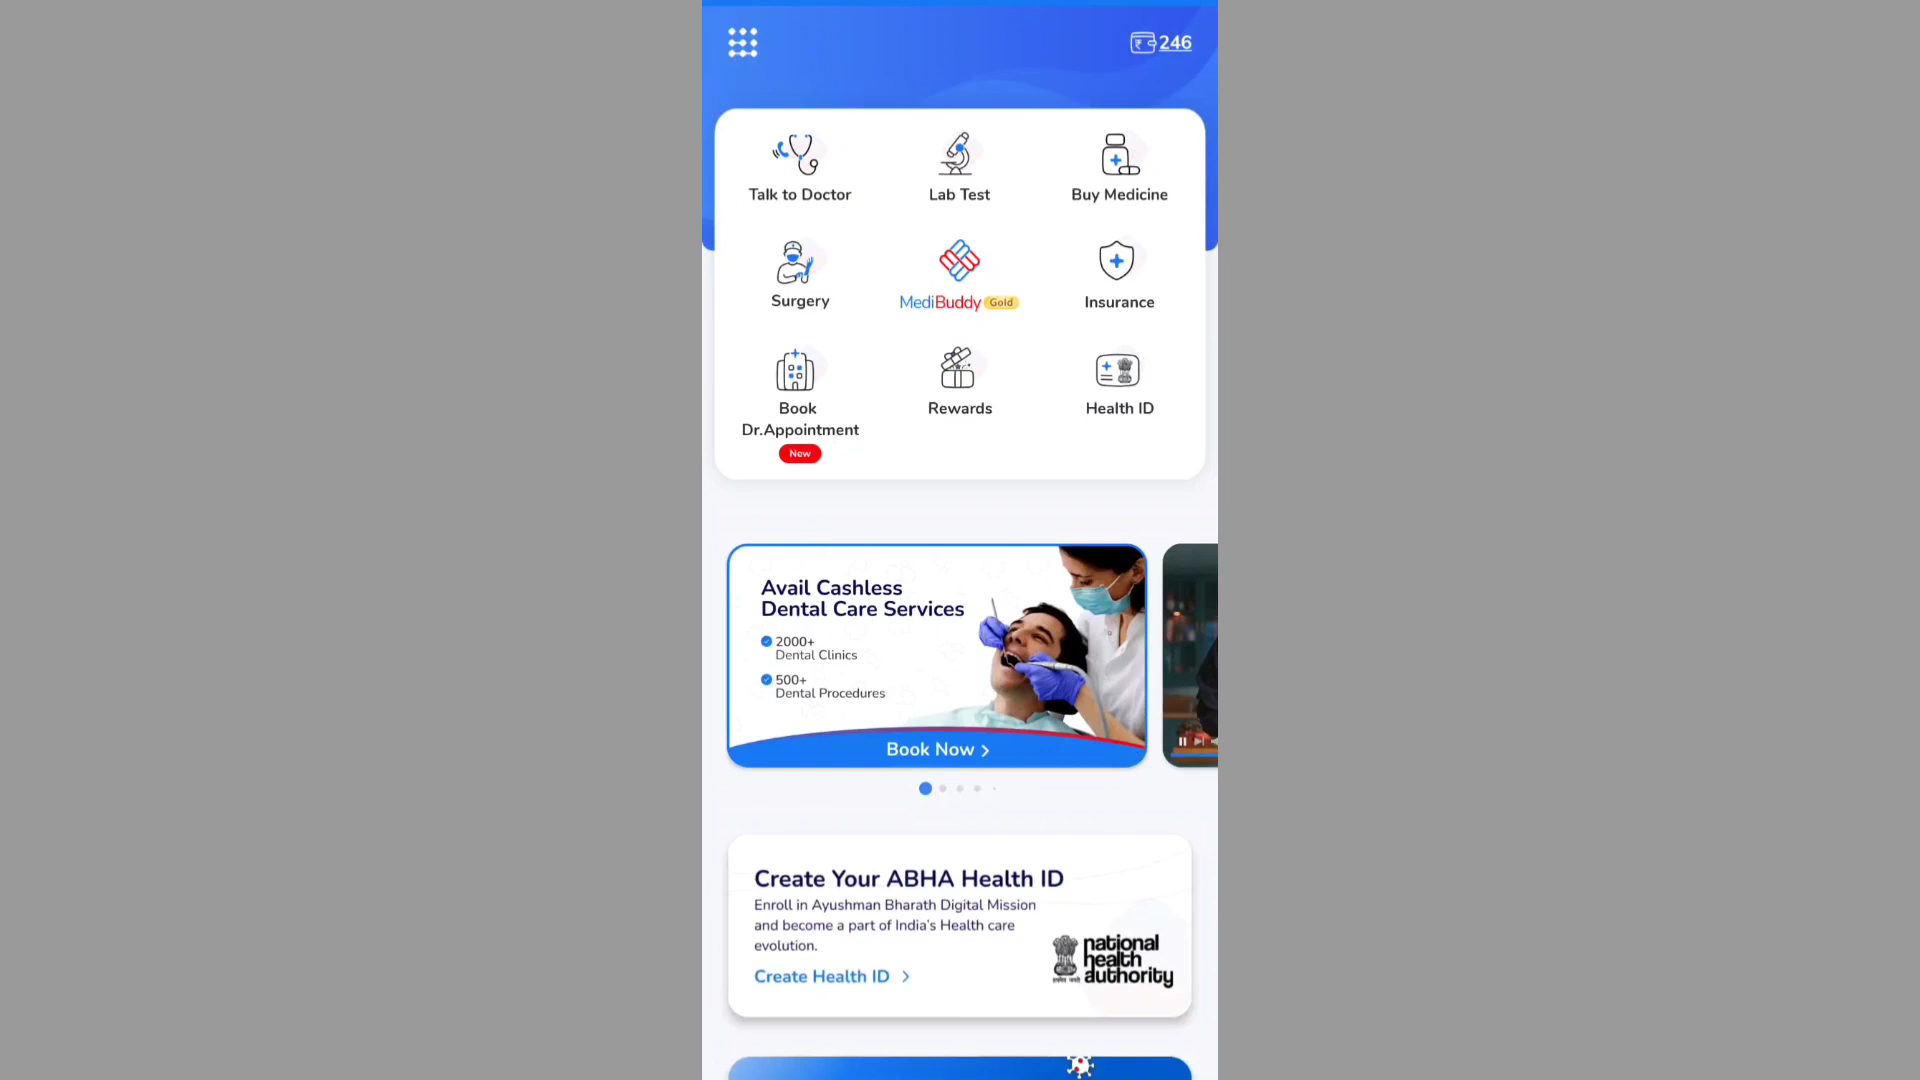 246
Talk to Doctor
Lab Test
Buy Medicine
Surgery
MediBuddy Gold
Insurance
Book
Dr.Appointment
New
Rewards
Health ID
Avail Cashless
Dental Care Services
2000+
Dental Clinics
500+
Dental Procedures
Book Now
Create Your ABHA Health ID
Enroll in Ayushman Bharath Digital Mission
and become a part of India's Health care
evolution.
Create Health ID
national
health
authority